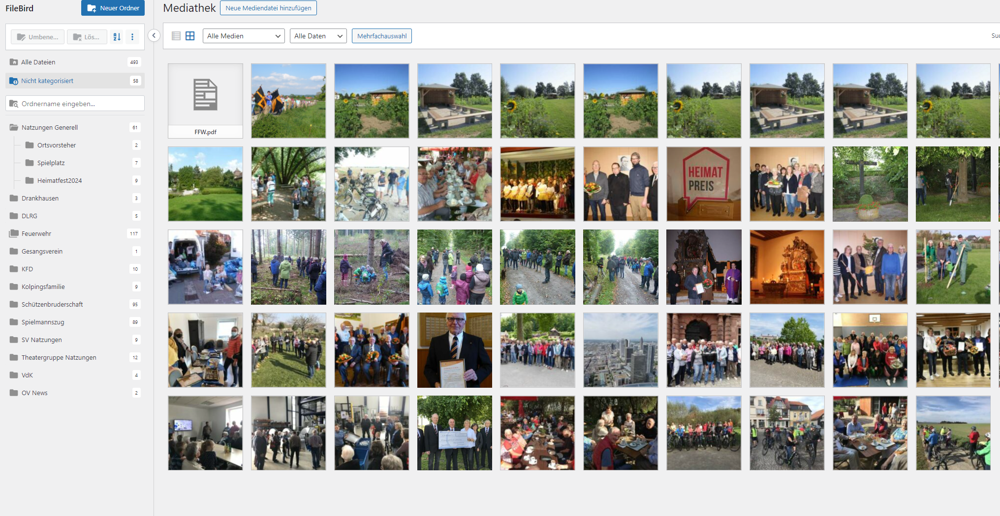 FileBird
Neuer Ordner
Umbene...
Lös...
Alle Dateien 493
Nicht kategorisiert 58
Ordnername eingeben...
Natzungen Generell 61
Ortsvorsteher 2
Spielplatz 7
Heimatfest2024 9
Drankhausen 3
DLRG 5
Feuerwehr 117
Gesangsverein 1
KFD 10
Kolpingsfamilie 9
Schützenbruderschaft 95
Spielmannszug 89
SV Natzungen 9
Theatergruppe Natzungen 12
VdK 4
OV News 2
Mediathek
Neue Mediendatei hinzufügen
Alle Medien
Alle Daten
Mehrfachauswahl
Suc
FFW.pdf
HEIMAT
PREIS